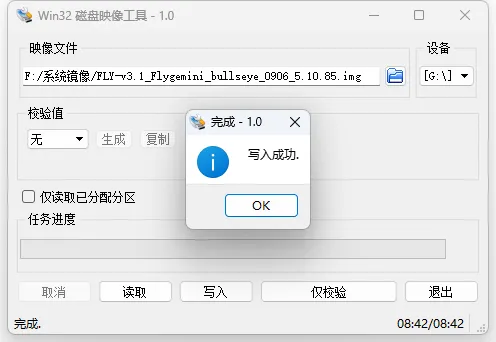 Win32 磁盘映像工具 - 1.0
映像文件
设备
F:/系统镜像/FLY-v3.1_Flygemini_bullseye_0906_5.10.85.img
[G:\]
校验值
无
生成
复制
完成 - 1.0
写入成功.
OK
仅读取已分配分区
任务进度
取消
读取
写入
仅校验
退出
完成.
08:42/08:42